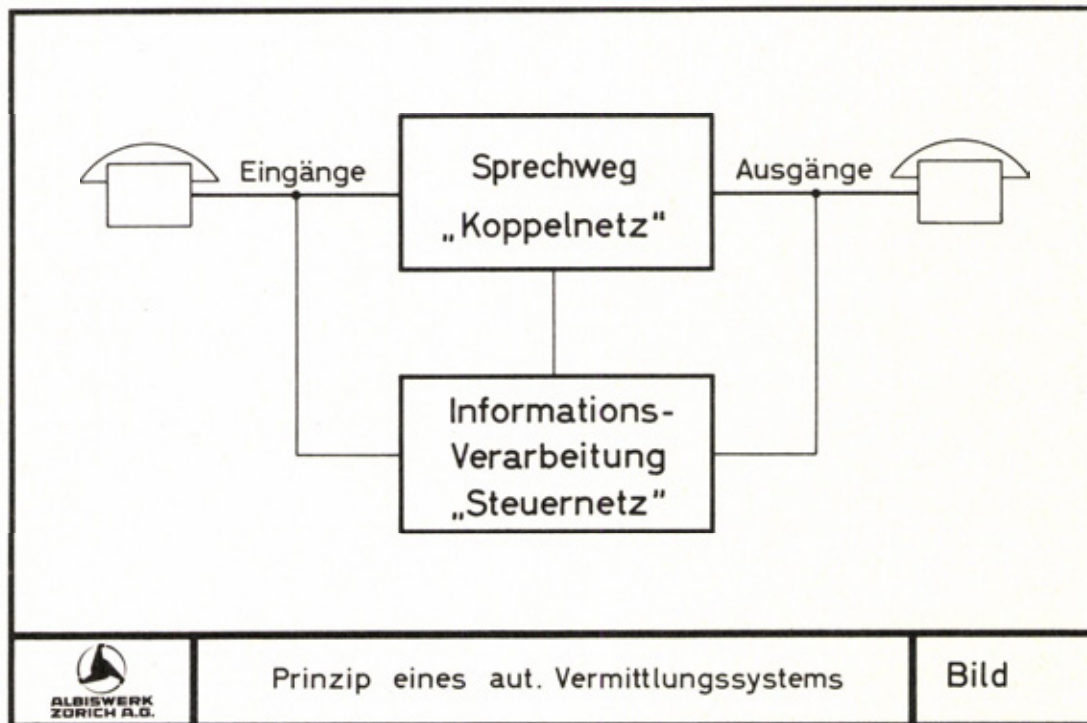 Eingänge
Sprechweg
„Koppelnetz"
Ausgänge
Informations-
Verarbeitung
„Steuernetz"
ALBISWERK
ZÜRICH A.G.
Prinzip eines aut. Vermittlungssystems
Bild